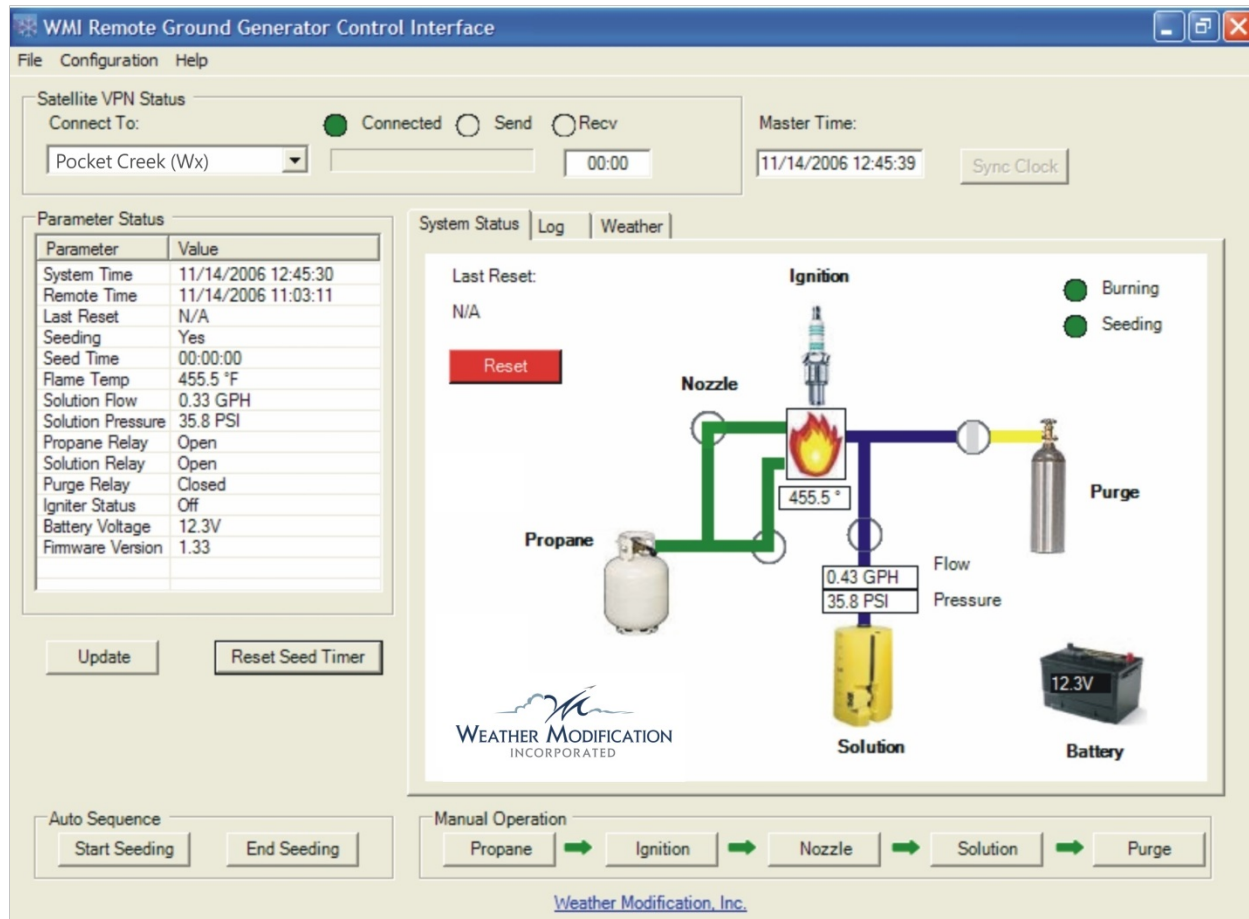 WMI Remote Ground Generator Control Interface
File Configuration Help
Satellite VPN Status
Connect To: Connected Send Recv
Pocket Creek (Wx) 00:00
Master Time:
11/14/2006 12:45:39 Sync Clock
Parameter Status
Parameter Value
System Time 11/14/2006 12:45:30
Remote Time 11/14/2006 11:03:11
Last Reset N/A
Seeding Yes
Seed Time 00:00:00
Flame Temp 455.5 °F
Solution Flow 0.33 GPH
Solution Pressure 35.8 PSI
Propane Relay Open
Solution Relay Open
Purge Relay Closed
Igniter Status Off
Battery Voltage 12.3V
Firmware Version 1.33
Update Reset Seed Timer
System Status Log Weather
Last Reset:
N/A
Reset
Ignition
Burning
Seeding
Nozzle
455.5 °
Purge
Propane
0.43 GPH Flow
35.8 PSI Pressure
12.3V
WEATHER MODIFICATION
INCORPORATED
Solution
Battery
Auto Sequence
Start Seeding End Seeding
Manual Operation
Propane Ignition Nozzle Solution Purge
Weather Modification, Inc.